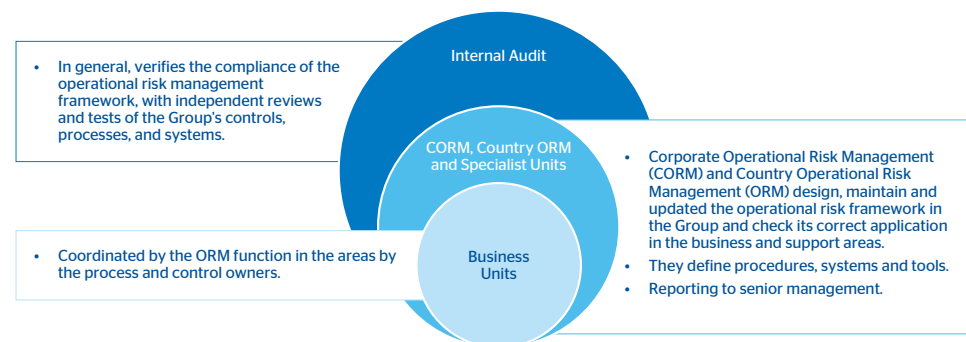 Internal Audit
• In general, verifies the compliance of the
operational risk management
framework, with independent reviews
and tests of the Group's controls,
processes, and systems.
CORM, Country ORM
and Specialist Units
• Corporate Operational Risk Management
(CORM) and Country Operational Risk
Management (ORM) design, maintain and
updated the operational risk framework in
the Group and check its correct application
in the business and support areas.
• They define procedures, systems and tools.
• Reporting to senior management.
• Coordinated by the ORM function in the areas by
the process and control owners.
Business
Units